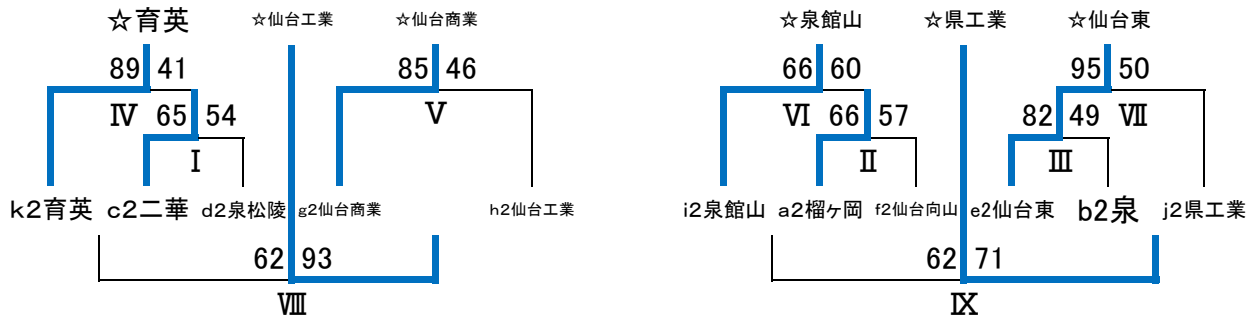 ☆育英 ☆仙台工業 ☆仙台商業 ☆泉館山 ☆県工業 ☆仙台東
89 41 85 46 66 60 95 50
Ⅳ 65 54 Ⅴ Ⅵ 66 57 82 49 Ⅶ
Ⅰ Ⅱ Ⅲ
k2育英 c2二華 d2泉松陵 g2仙台商業 h2仙台工業 i2泉館山 a2榴ヶ岡 f2仙台向山 e2仙台東 b2泉 j2県工業
62 93 62 71
Ⅷ Ⅸ